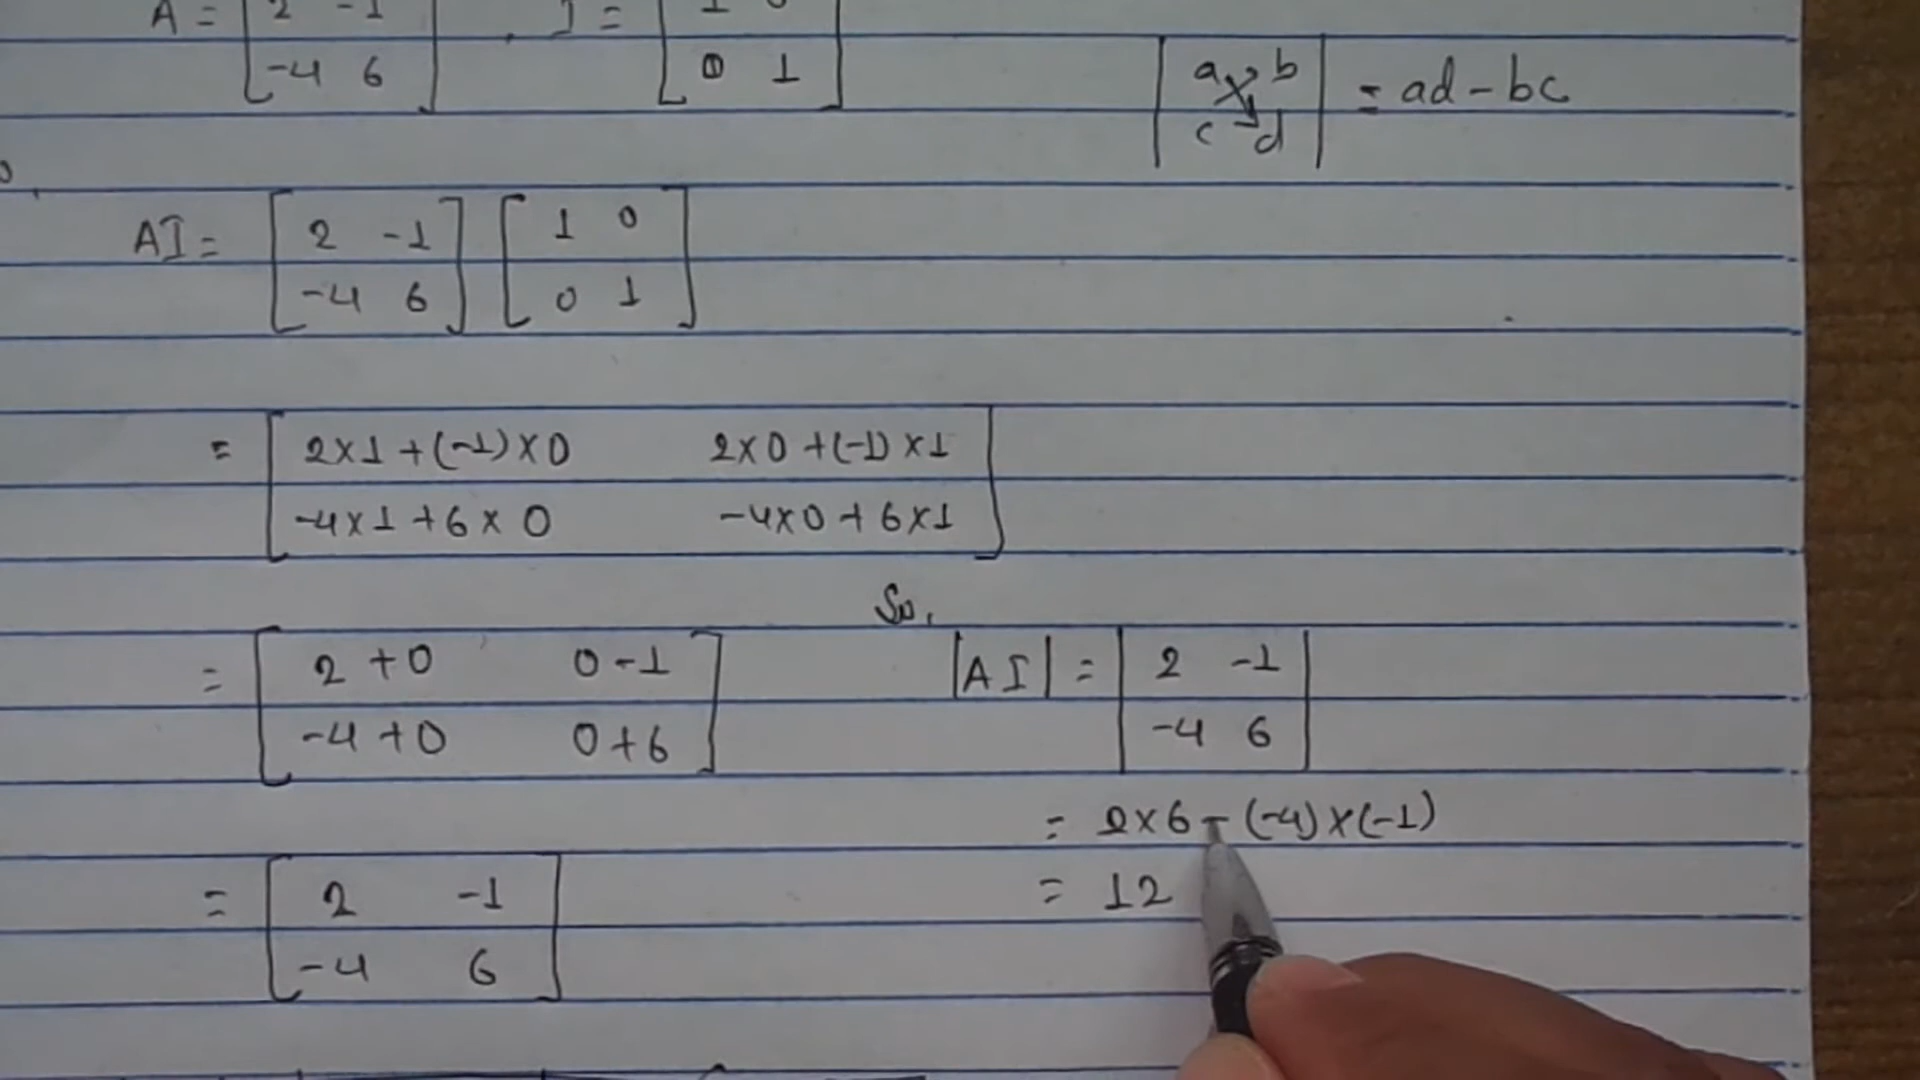 A = [ 2 -1 , I = [ 1 0
-4 6 ] 0 1 ]
| a b |
| c d | = ad - bc
AI = [ 2 -1 ] [ 1 0 ]
[ -4 6 ] [ 0 1 ]
= [ 2×1+(-1)×0 2×0+(-1)×1 ]
[ -4×1+6×0 -4×0+6×1 ]
= [ 2+0 0-1 ]
[ -4+0 0+6 ]
= [ 2 -1 ]
[ -4 6 ]
So,
|AI| = | 2 -1 |
| -4 6 |
= 2×6-(-4)×(-1)
= 12